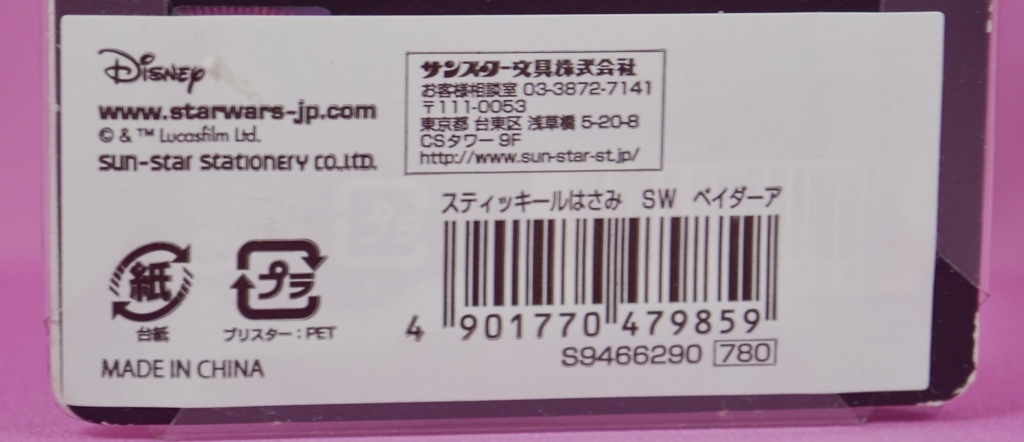 Disney
www.starwars-jp.com
© & ™ Lucasfilm Ltd.
sun-star stationery co.,ltd.
サンスター文具株式会社
お客様相談室 03-3872-7141
〒111-0053
東京都 台東区 浅草橋 5-20-8
CSタワー 9F
http://www.sun-star-st.jp/
スティッキールはさみ SW ベイダーア
4 901770 479859
S9466290 780
紙
台紙
プラ
ブリスター：PET
MADE IN CHINA